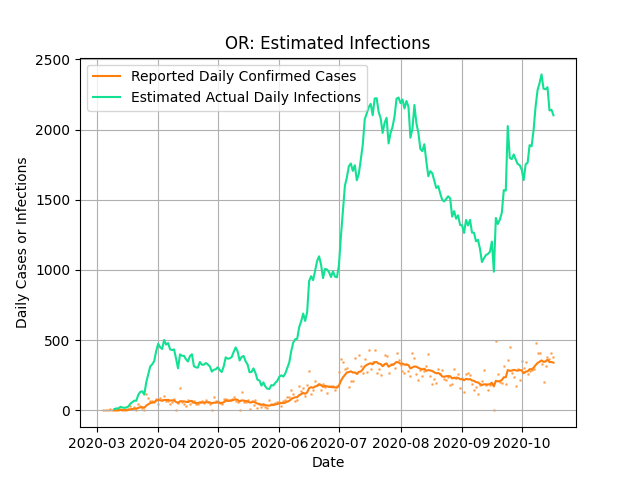 OR: Estimated Infections
Reported Daily Confirmed Cases
Estimated Actual Daily Infections
Daily Cases or Infections
2500
2000
1500
1000
500
0
2020-03 2020-04 2020-05 2020-06 2020-07 2020-08 2020-09 2020-10
Date